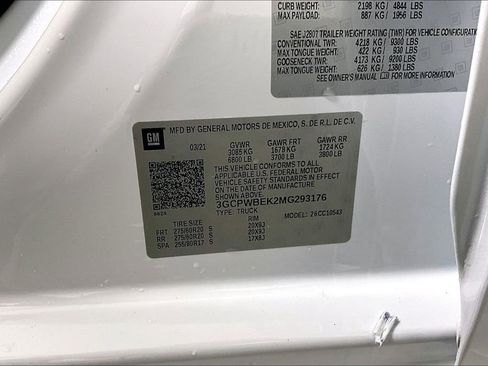 CURB WEIGHT: 2198 KG / 4844 LBS
MAX PAYLOAD: 887 KG / 1956 LBS
SAE J2807 TRAILER WEIGHT RATING (TWR) FOR VEHICLE CONFIGURATION
CONVENTIONAL TWR: 4218 KG / 9300 LBS
MAX TONGUE WEIGHT: 422 KG / 930 LBS
GOOSENECK TWR: 4173 KG / 9200 LBS
MAX TONGUE WEIGHT: 626 KG / 1380 LBS
SEE OWNER'S MANUAL FOR MORE INFORMATION
GM
MFD BY GENERAL MOTORS DE MEXICO, S. DE R.L. DE C.V.
03/21 GVWR GAWR FRT GAWR RR
3085 KG 1678 KG 1724 KG
6800 LB 3700 LB 3800 LB
THIS VEHICLE CONFORMS TO ALL APPLICABLE
U.S. FEDERAL MOTOR VEHICLE SAFETY
STANDARDS IN EFFECT ON THE DATE OF
MANUFACTURE SHOWN ABOVE.
3GCPWBEK2MG293176
TYPE: TRUCK MODEL: 26CC10543
TIRE SIZE RIM
FRT 275/60R20 S 20X9J
RR 275/60R20 S 20X9J
SPA 255/80R17 S 17X8J